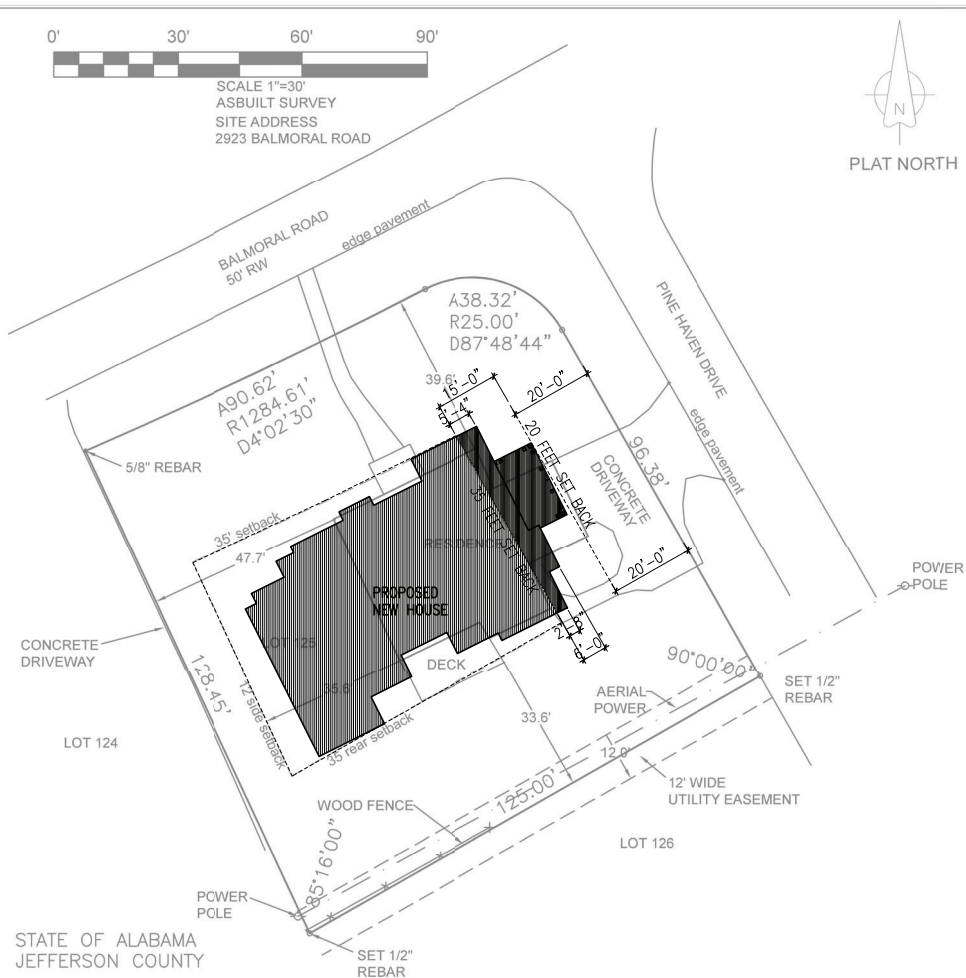 0' 30' 60' 90'
SCALE 1"=30'
ASBUILT SURVEY
SITE ADDRESS
2923 BALMORAL ROAD
N
PLAT NORTH
BALMORAL ROAD
50' RW
edge pavement
PINE HAVEN DRIVE
edge pavement
A38.32'
R25.00'
D87°48'44"
A90.62'
R1284.61'
D4°02'30"
39.6'
15'-0"
5'-4"
20'-0"
20 FEET SET BACK
35 FEET SET BACK
CONCRETE
DRIVEWAY
96.38'
5/8" REBAR
35' setback
47.7'
RESIDENCE
PROPOSED
NEW HOUSE
LOT 125
DECK
20'-0"
2'-8"
6'-0"
POWER
POLE
CONCRETE
DRIVEWAY
128.45'
12 side setback
35.6
35 rear setback
33.6'
90°00'00"
SET 1/2"
REBAR
AERIAL
POWER
12.0'
12' WIDE
UTILITY EASEMENT
LOT 124
WOOD FENCE
125.00'
LOT 126
85°16'00"
POWER
POLE
SET 1/2"
REBAR
STATE OF ALABAMA
JEFFERSON COUNTY